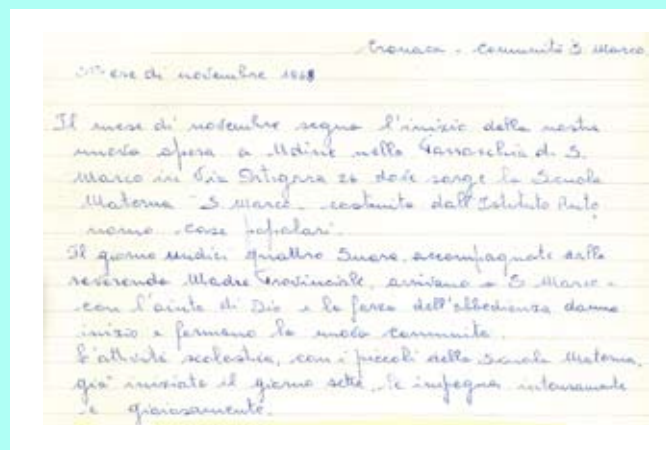 Cronaca - Comunità S. Marco
Mese di novembre 1968
Il mese di novembre segna l'inizio della nostra
nuova opera a Udine nella Parrocchia di S.
Marco in Via Ortigara 20 dove sorge la Scuola
Materna "S. Marco" costruita dall'Istituto Auto
nomo case popolari.
Il giorno undici quattro Suore, accompagnate dalla
reverenda Madre Provinciale, arrivano a S. Marco -
con l'aiuto di Dio e la forza dell'obbedienza danno
inizio e formano la nuova comunità.
L'attività scolastica, con i piccoli della Scuola Materna,
già iniziata il giorno sette, le impegna intensamente
e gioiosamente.